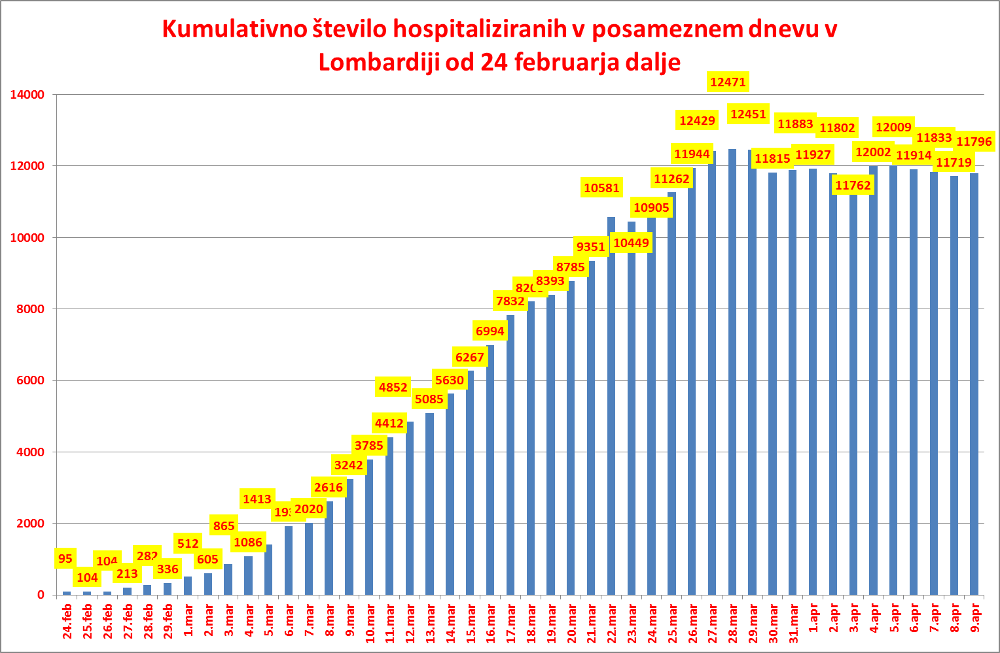 Kumulativno število hospitaliziranih v posameznem dnevu v
Lombardiji od 24 februarja dalje
14000
12000
10000
8000
6000
4000
2000
0
95
104
104
213
282
336
512
605
865
1086
1413
2020
2616
3242
3785
4412
4852
5085
5630
6267
6994
7832
8393
8785
9351
10581
10449
10905
11262
11944
12429
12471
12451
11815
11883
11927
11802
11762
12002
12009
11914
11833
11719
11796
24.feb
25.feb
26.feb
27.feb
28.feb
29.feb
1.mar
2.mar
3.mar
4.mar
5.mar
6.mar
7.mar
8.mar
9.mar
10.mar
11.mar
12.mar
13.mar
14.mar
15.mar
16.mar
17.mar
18.mar
19.mar
20.mar
21.mar
22.mar
23.mar
24.mar
25.mar
26.mar
27.mar
28.mar
29.mar
30.mar
31.mar
1.apr
2.apr
3.apr
4.apr
5.apr
6.apr
7.apr
8.apr
9.apr